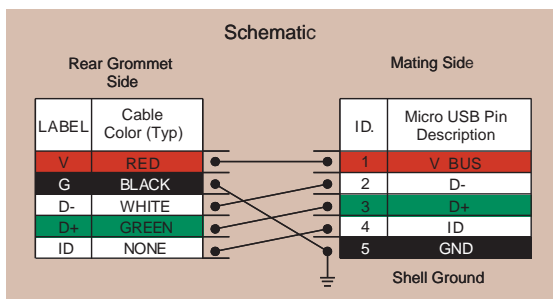 Schematic
Rear Grommet
Side
Mating Side
LABEL
Cable
Color (Typ)
ID.
Micro USB Pin
Description
V RED
1 V BUS
G BLACK
2 D-
D- WHITE
3 D+
D+ GREEN
4 ID
ID NONE
5 GND
Shell Ground